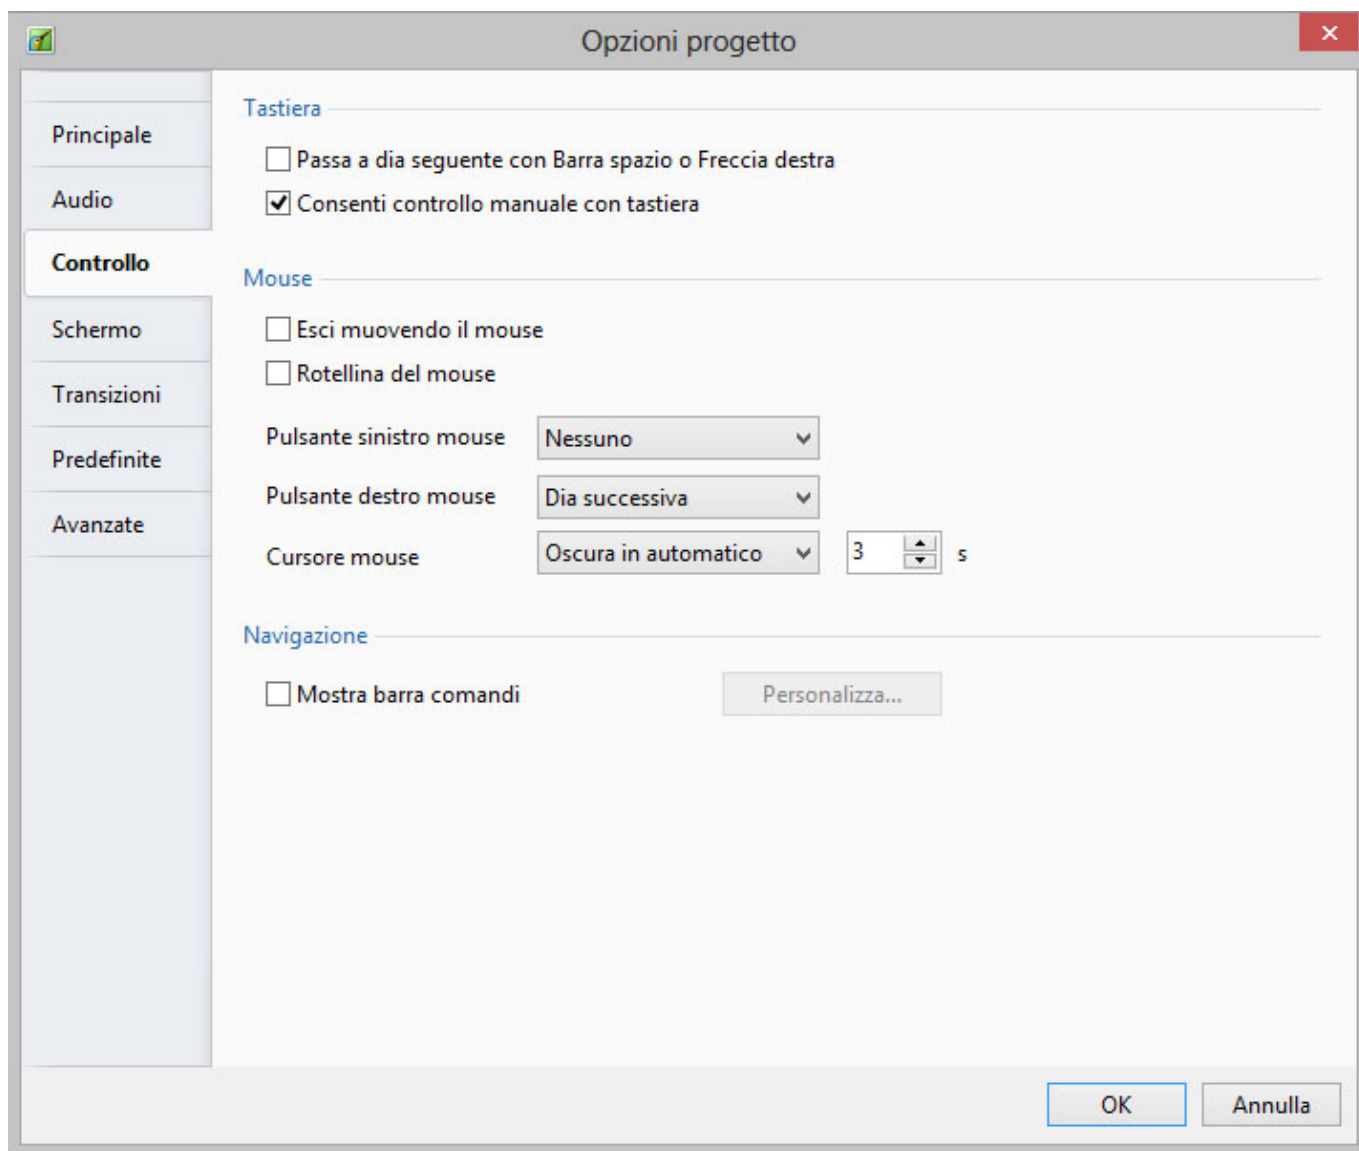 Opzioni progetto
Principale
Audio
Controllo
Schermo
Transizioni
Predefinite
Avanzate
Tastiera
Passa a dia seguente con Barra spazio o Freccia destra
Consenti controllo manuale con tastiera
Mouse
Esci muovendo il mouse
Rotellina del mouse
Pulsante sinistro mouse Nessuno
Pulsante destro mouse Dia successiva
Cursore mouse Oscura in automatico 3 s
Navigazione
Mostra barra comandi Personalizza...
OK Annulla